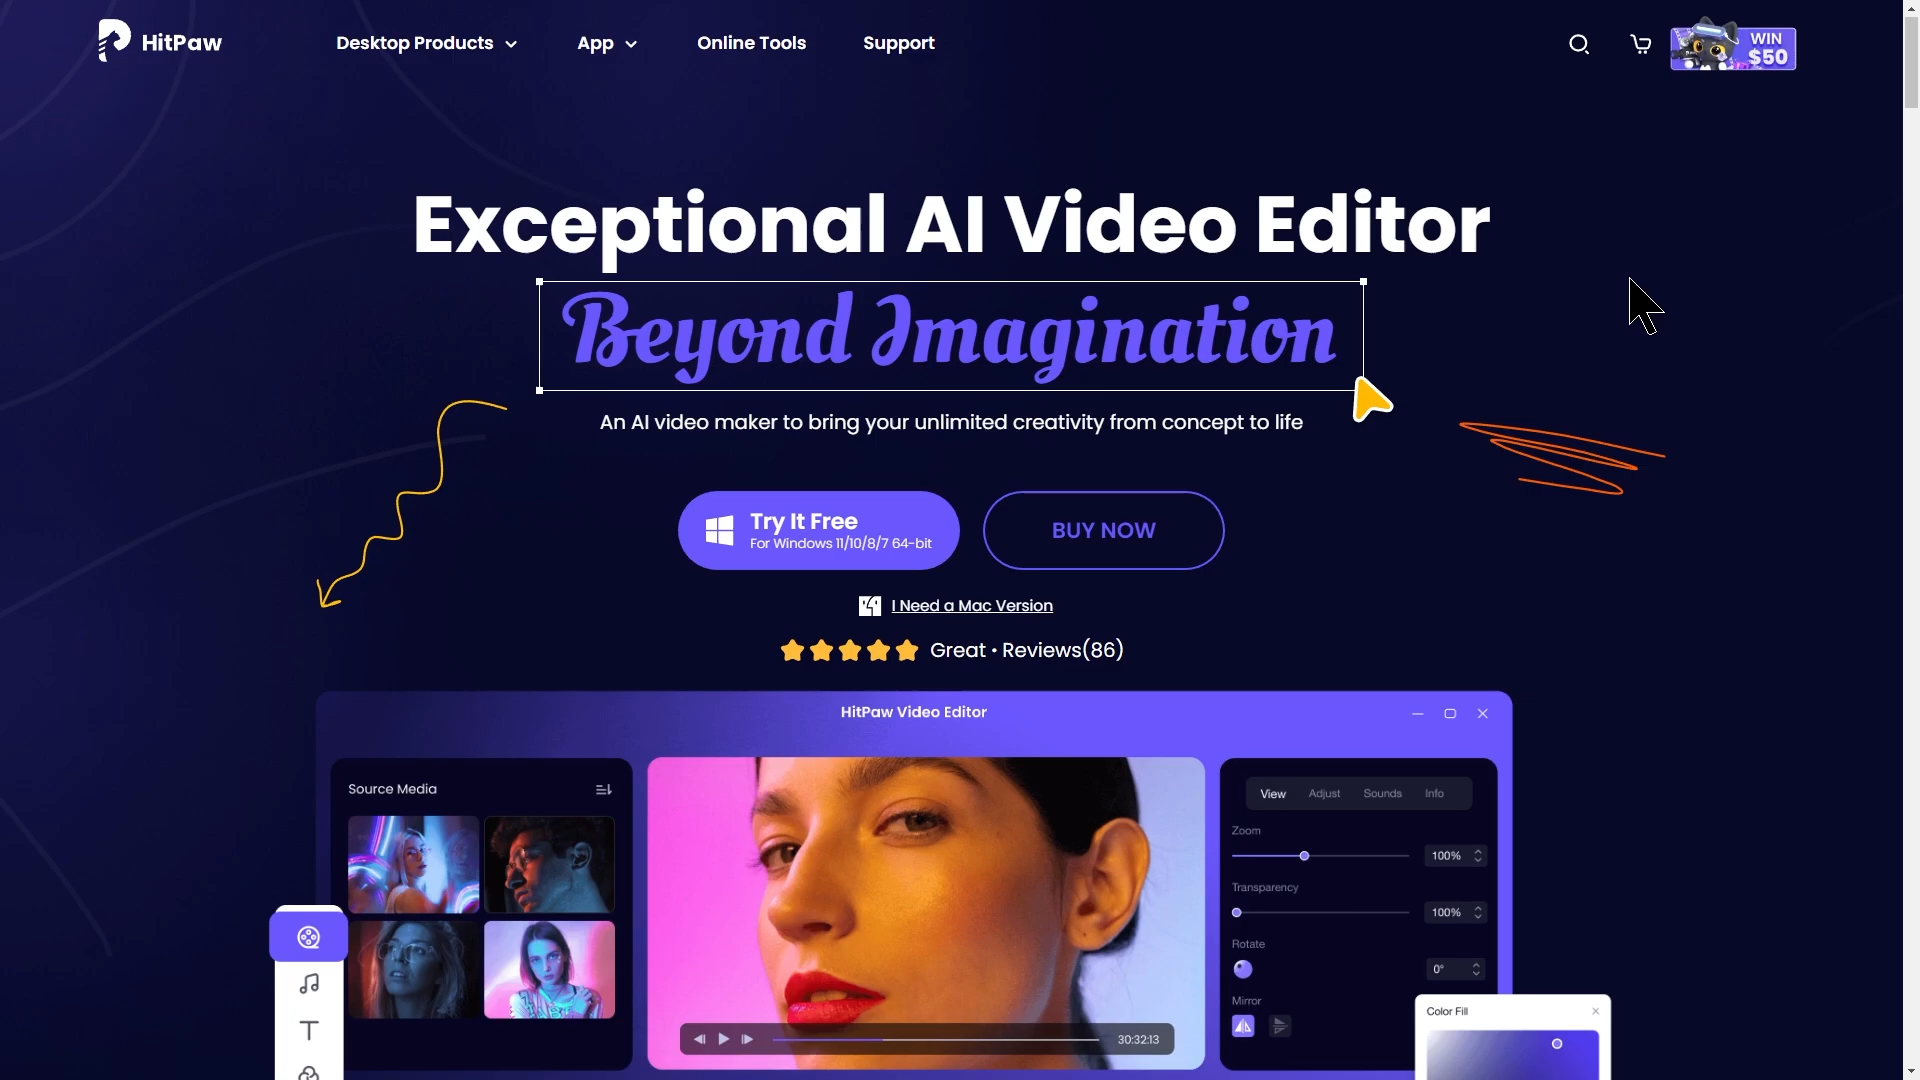 HitPaw
Desktop Products
App
Online Tools
Support
WIN
$50
Exceptional AI Video Editor
Beyond Imagination
An AI video maker to bring your unlimited creativity from concept to life
Try It Free
For Windows 11/10/8/7 64-bit
BUY NOW
I Need a Mac Version
Great • Reviews(86)
HitPaw Video Editor
Source Media
View Adjust Sounds Info
Zoom
100%
Transparency
100%
Rotate
0°
Mirror
Color Fill
30:32:13